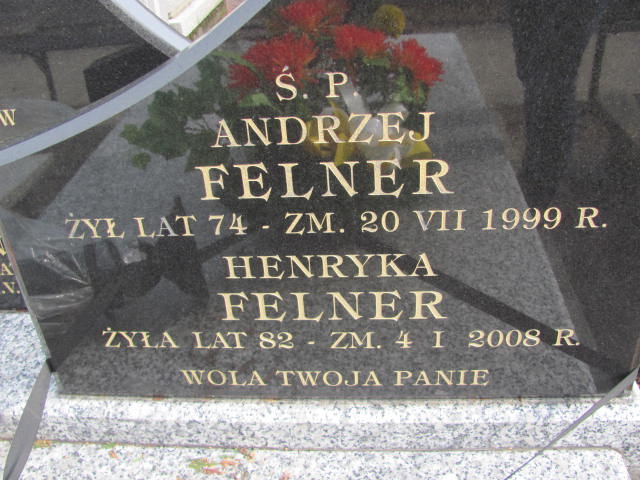 Ś. P.
ANDRZEJ
FELNER
ŻYŁ LAT 74 - ZM. 20 VII 1999 R.
HENRYKA
FELNER
ŻYŁA LAT 82 - ZM. 4 I 2008 R.
WOLA TWOJA PANIE